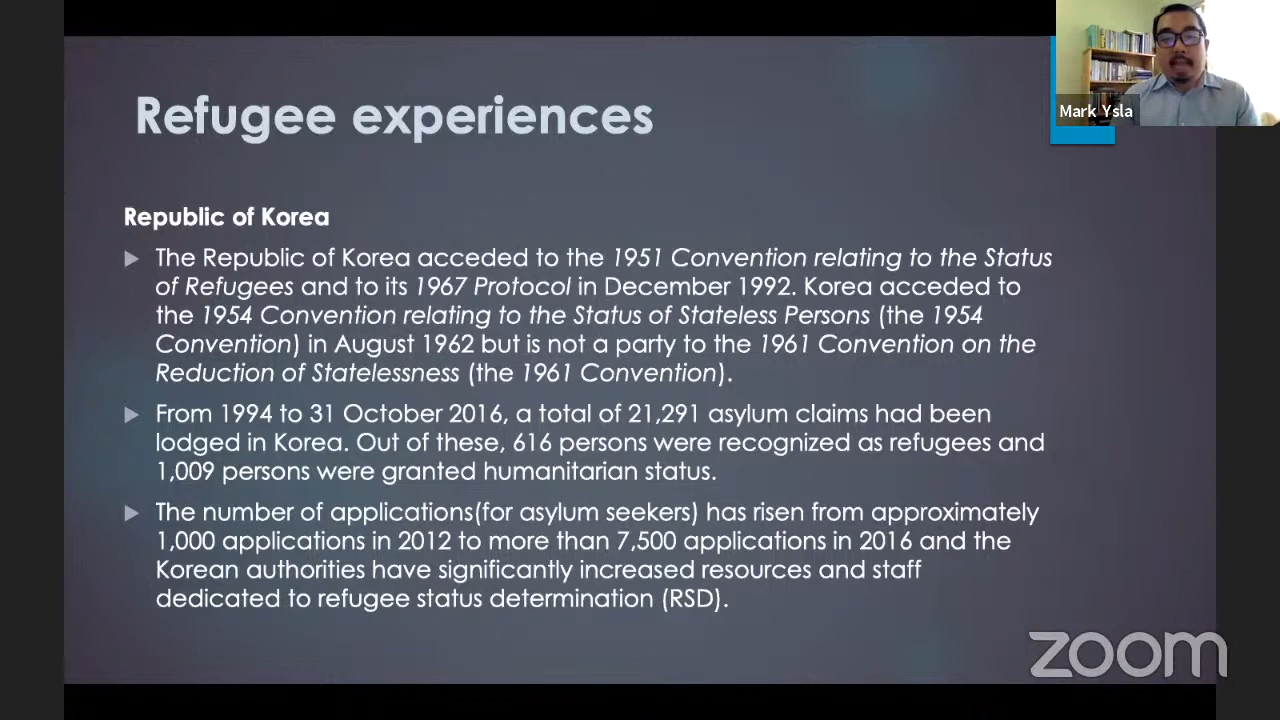 Refugee experiences
Mark Ysla
Republic of Korea
The Republic of Korea acceded to the 1951 Convention relating to the Status
of Refugees and to its 1967 Protocol in December 1992. Korea acceded to
the 1954 Convention relating to the Status of Stateless Persons (the 1954
Convention) in August 1962 but is not a party to the 1961 Convention on the
Reduction of Statelessness (the 1961 Convention).
From 1994 to 31 October 2016, a total of 21,291 asylum claims had been
lodged in Korea. Out of these, 616 persons were recognized as refugees and
1,009 persons were granted humanitarian status.
The number of applications(for asylum seekers) has risen from approximately
1,000 applications in 2012 to more than 7,500 applications in 2016 and the
Korean authorities have significantly increased resources and staff
dedicated to refugee status determination (RSD).
zoom